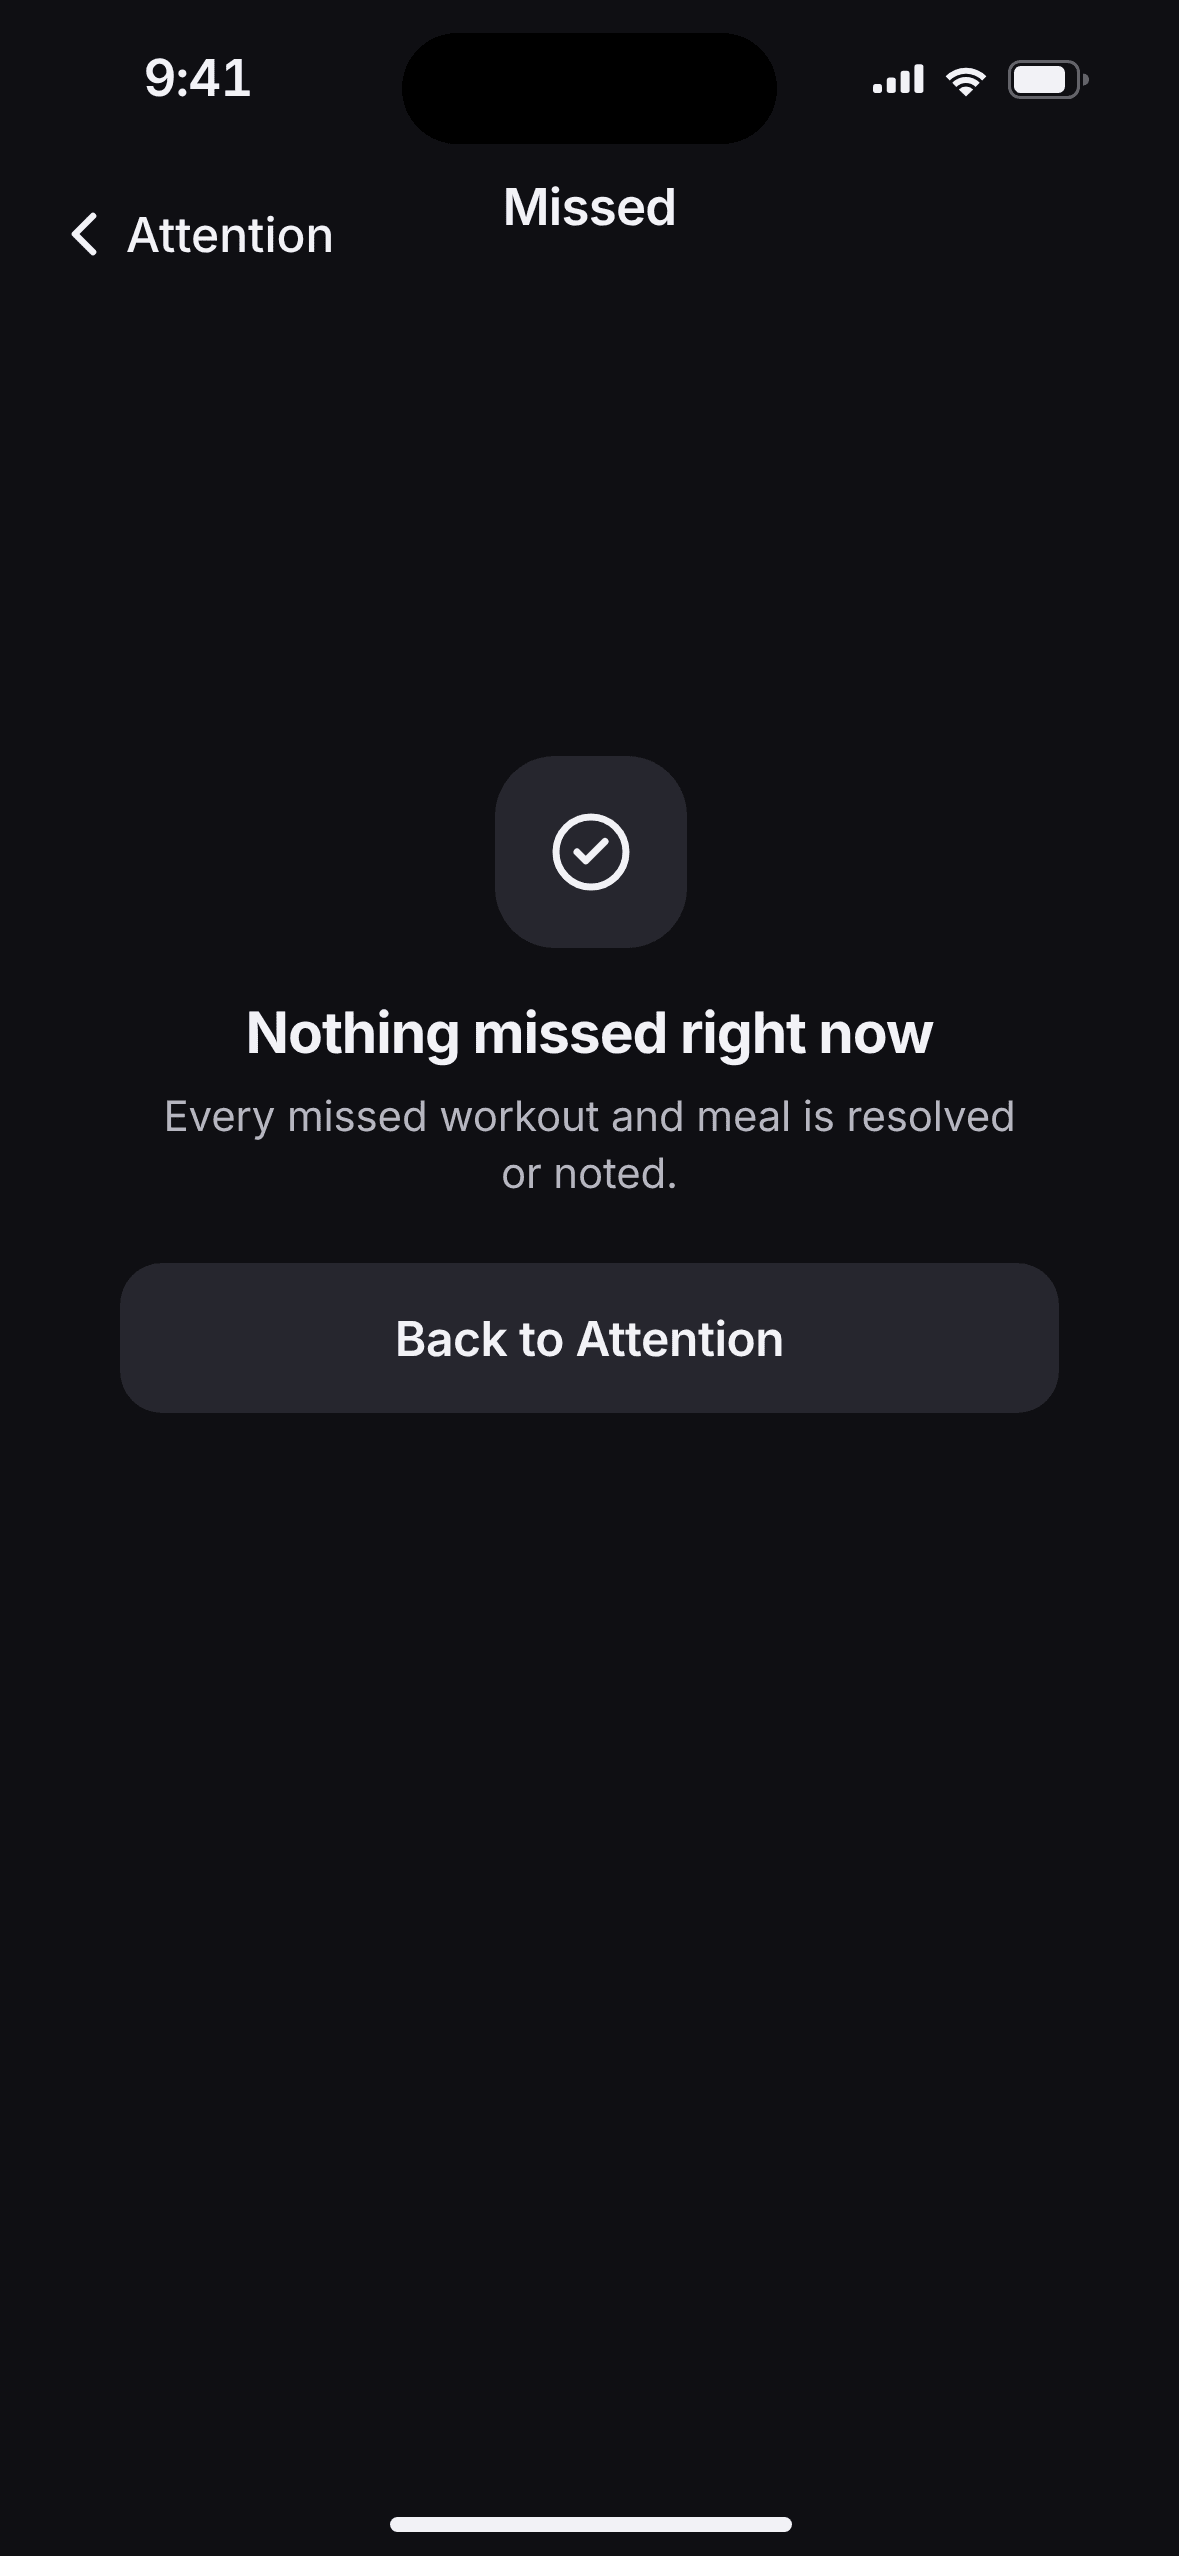 9:41
Missed
Attention
Nothing missed right now
Every missed workout and meal is resolved
or noted.
Back to Attention